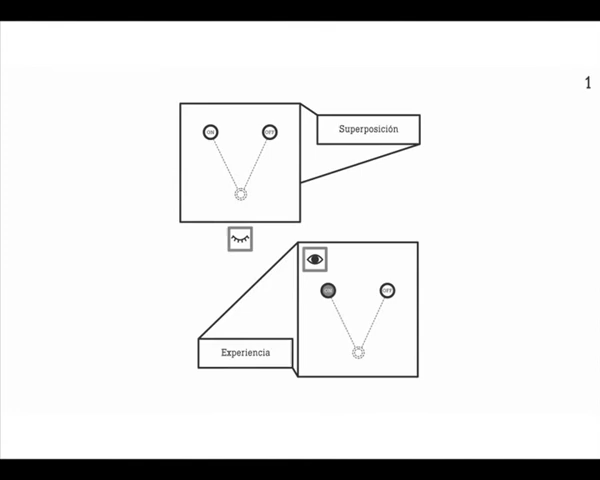 1
ON
OFF
Superposición
ON
OFF
Experiencia